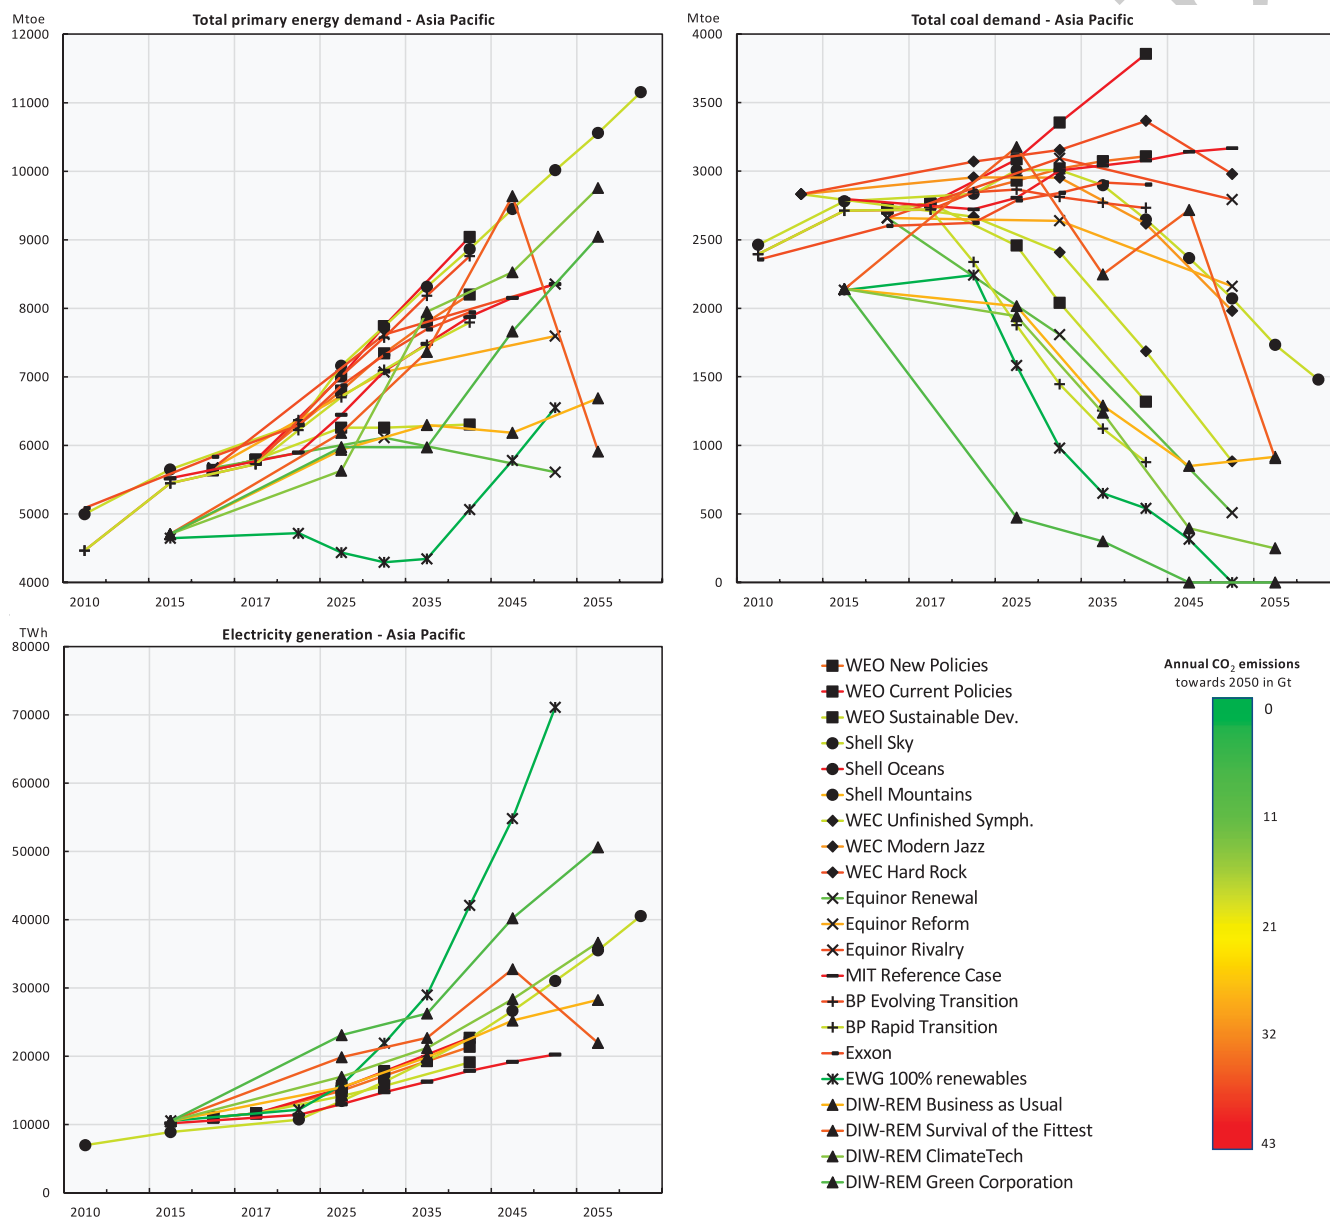 Total primary energy demand - Asia Pacific
Mtoe
12000
11000
10000
9000
8000
7000
6000
5000
4000
2010 2015 2017 2025 2035 2045 2055
Total coal demand - Asia Pacific
Mtoe
4000
3500
3000
2500
2000
1500
1000
500
0
2010 2015 2017 2025 2035 2045 2055
Electricity generation - Asia Pacific
TWh
80000
70000
60000
50000
40000
30000
20000
10000
0
2010 2015 2017 2025 2035 2045 2055
WEO New Policies
WEO Current Policies
WEO Sustainable Dev.
Shell Sky
Shell Oceans
Shell Mountains
WEC Unfinished Symph.
WEC Modern Jazz
WEC Hard Rock
Equinor Renewal
Equinor Reform
Equinor Rivalry
MIT Reference Case
BP Evolving Transition
BP Rapid Transition
Exxon
EWG 100% renewables
DIW-REM Business as Usual
DIW-REM Survival of the Fittest
DIW-REM ClimateTech
DIW-REM Green Corporation
Annual CO2 emissions
towards 2050 in Gt
0
11
21
32
43